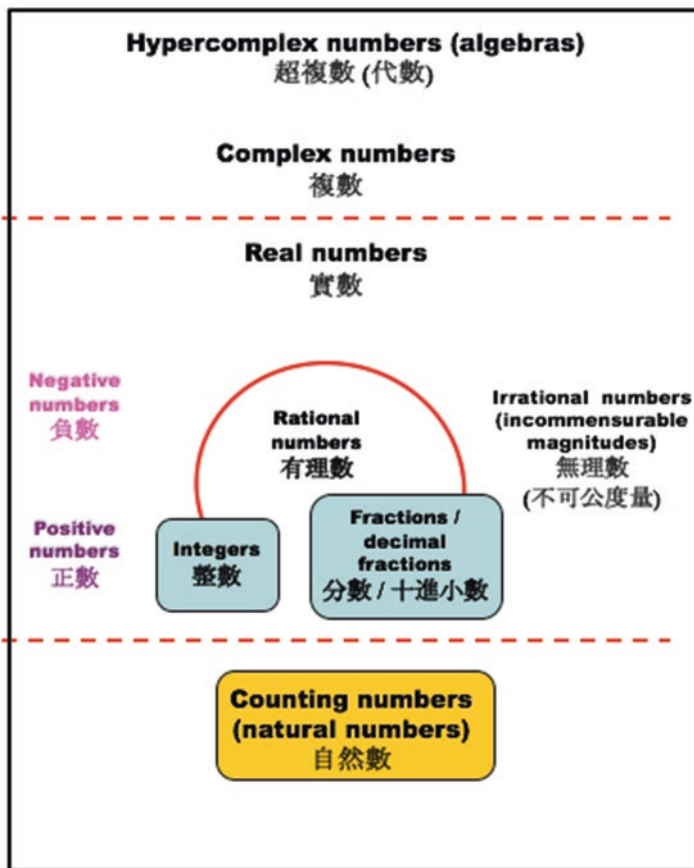 Hypercomplex numbers (algebras)
超複數 (代數)
Complex numbers
複數
Real numbers
實數
Negative
numbers
負數
Rational
numbers
有理數
Irrational numbers
(incommensurable
magnitudes)
無理數
(不可公度量)
Positive
numbers
正數
Integers
整數
Fractions /
decimal
fractions
分數 / 十進小數
Counting numbers
(natural numbers)
自然數